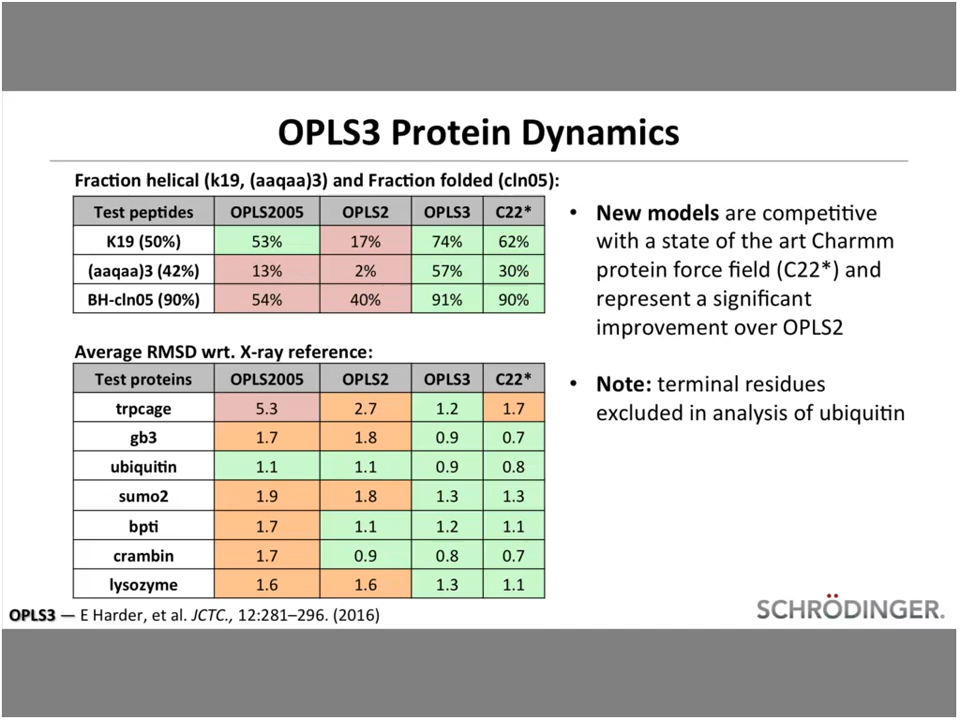 OPLS3 Protein Dynamics
Fraction helical (k19, (aaqaa)3) and Fraction folded (cln05):
Test peptides OPLS2005 OPLS2 OPLS3 C22*
K19 (50%) 53% 17% 74% 62%
(aaqaa)3 (42%) 13% 2% 57% 30%
BH-cln05 (90%) 54% 40% 91% 90%
Average RMSD wrt. X-ray reference:
Test proteins OPLS2005 OPLS2 OPLS3 C22*
trpcage 5.3 2.7 1.2 1.7
gb3 1.7 1.8 0.9 0.7
ubiquitin 1.1 1.1 0.9 0.8
sumo2 1.9 1.8 1.3 1.3
bpti 1.7 1.1 1.2 1.1
crambin 1.7 0.9 0.8 0.7
lysozyme 1.6 1.6 1.3 1.1
• New models are competitive
with a state of the art Charmm
protein force field (C22*) and
represent a significant
improvement over OPLS2
• Note: terminal residues
excluded in analysis of ubiquitin
OPLS3 — E Harder, et al. JCTC., 12:281–296. (2016)
SCHRÖDINGER.